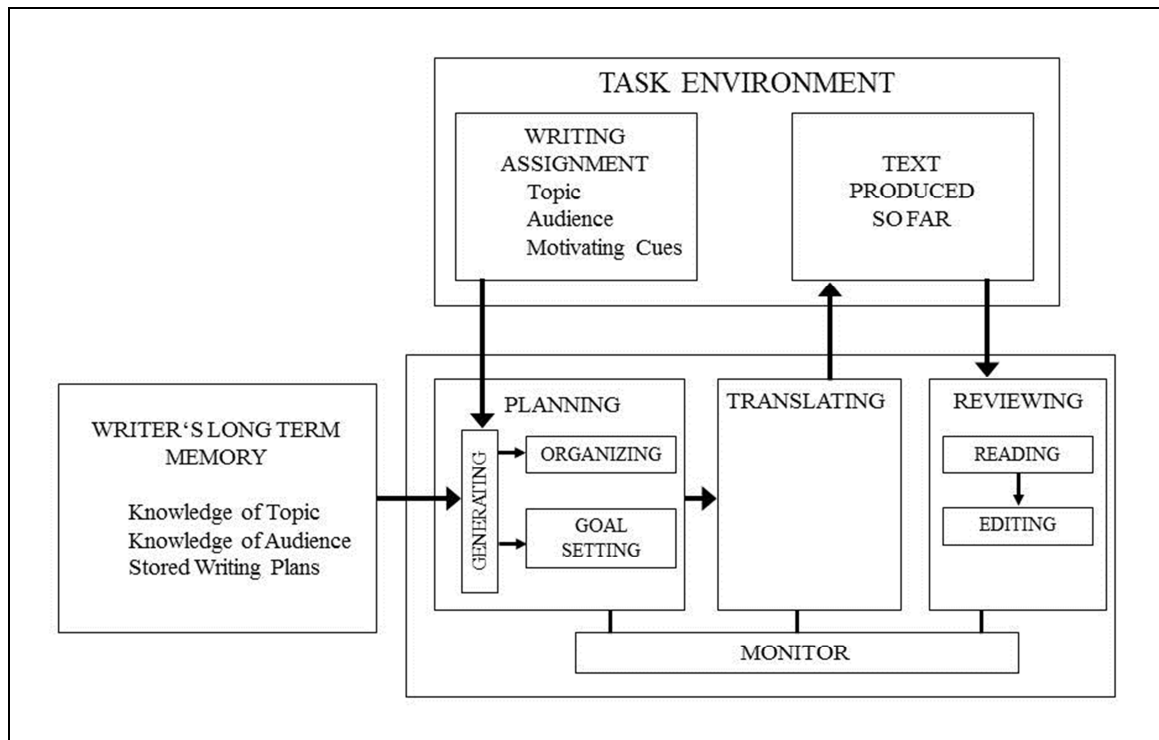 TASK ENVIRONMENT
WRITING
ASSIGNMENT
Topic
Audience
Motivating Cues
TEXT
PRODUCED
SO FAR
WRITER‘S LONG TERM
MEMORY
Knowledge of Topic
Knowledge of Audience
Stored Writing Plans
PLANNING
GENERATING
ORGANIZING
GOAL
SETTING
TRANSLATING
REVIEWING
READING
EDITING
MONITOR